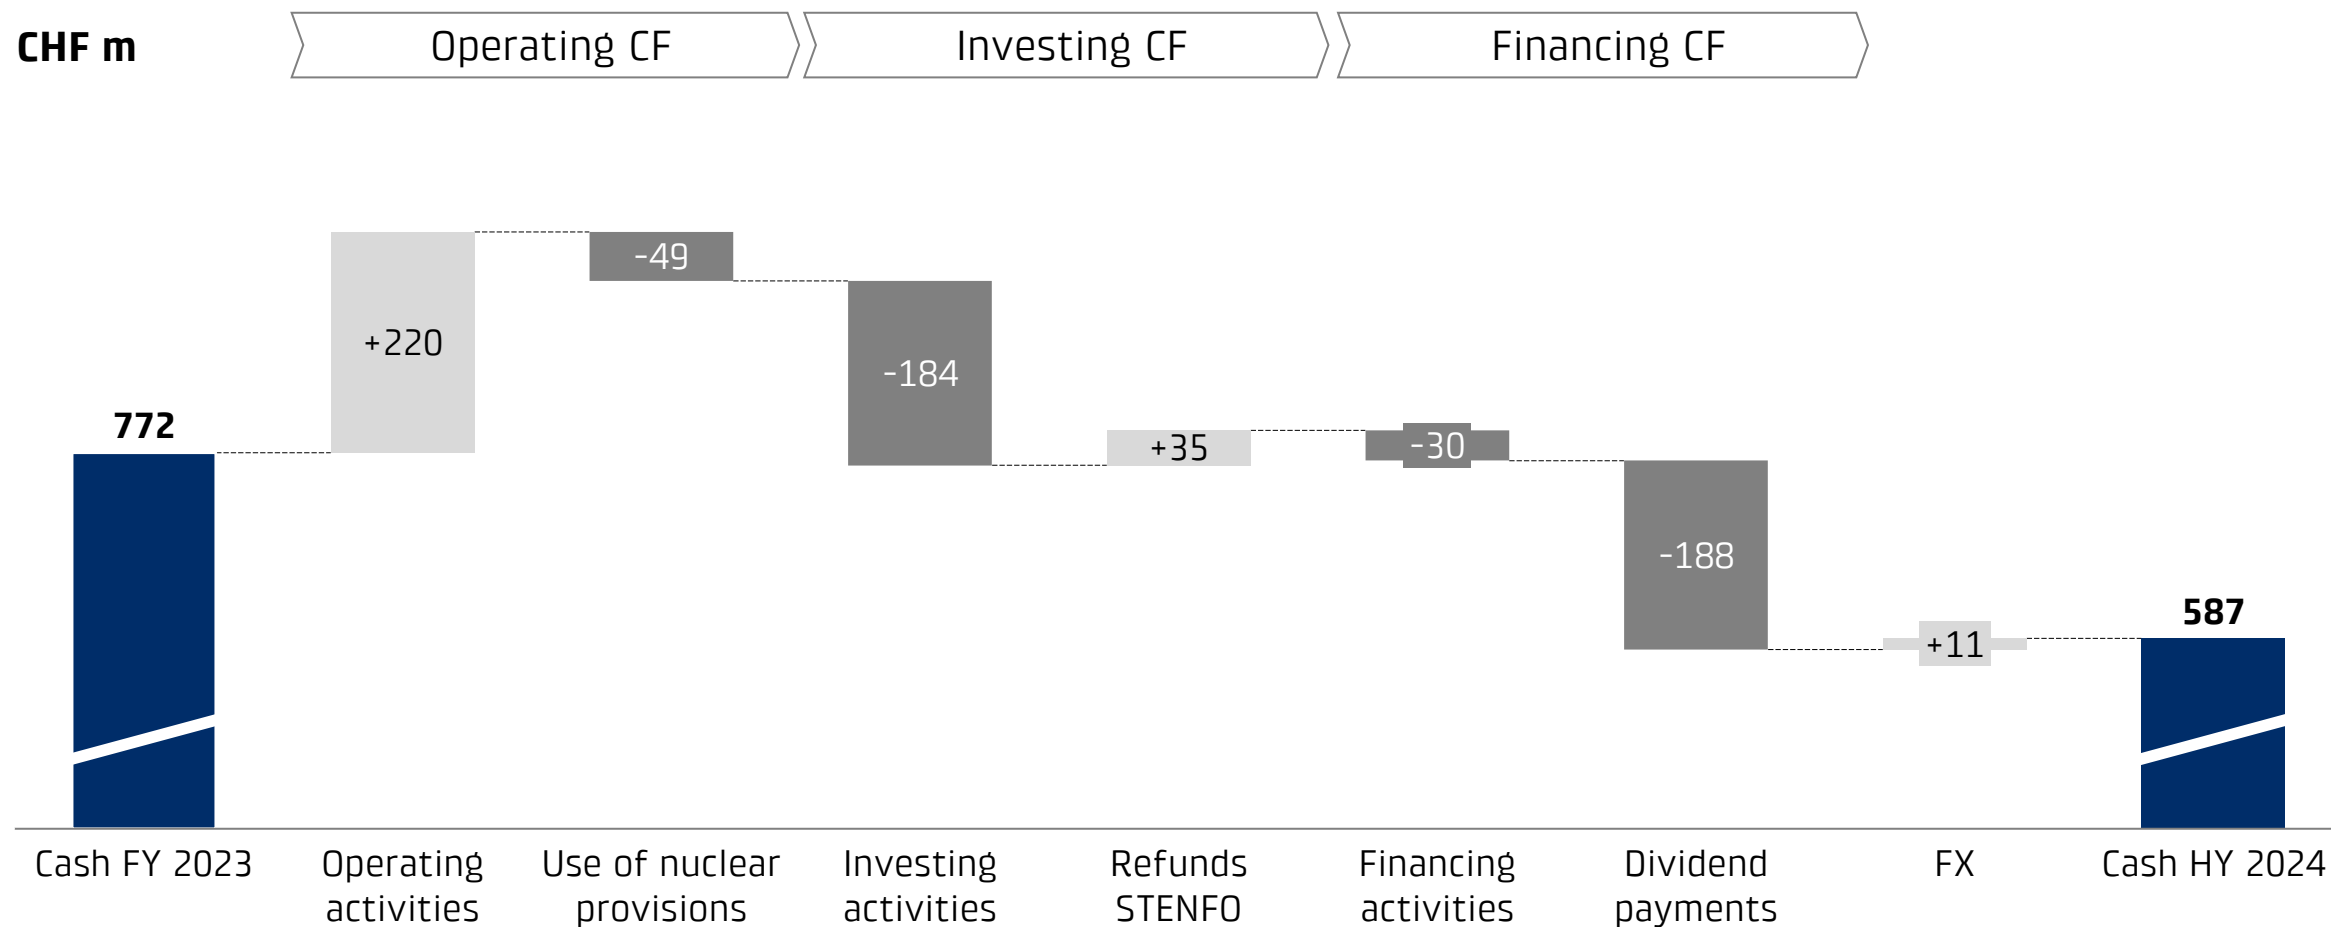 CHF m
Operating CF
Investing CF
Financing CF
772
+220
-49
-184
+35
-30
-188
+11
587
Cash FY 2023
Operating
activities
Use of nuclear
provisions
Investing
activities
Refunds
STENFO
Financing
activities
Dividend
payments
FX
Cash HY 2024